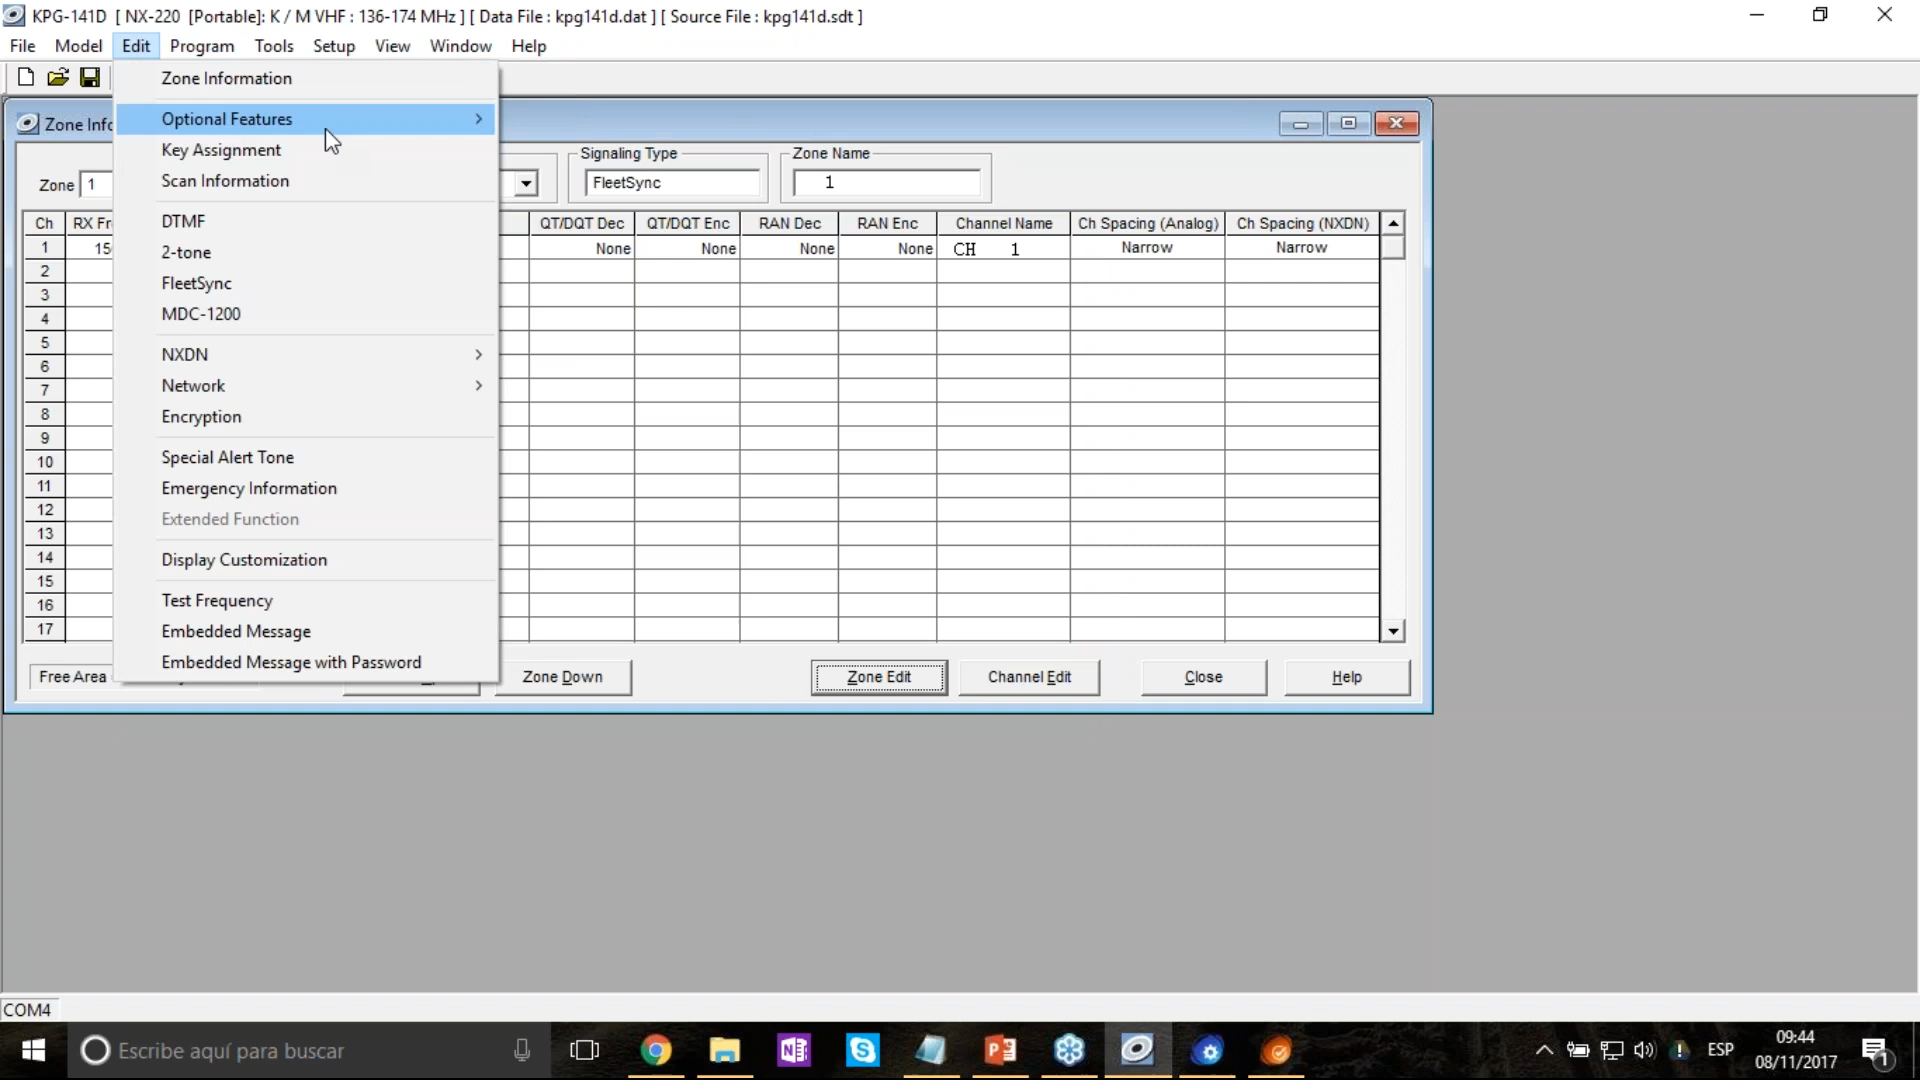 KPG-141D [ NX-220 [Portable]: K / M VHF : 136-174 MHz ] [ Data File : kpg141d.dat ] [ Source File : kpg141d.sdt ]
File Model Edit Program Tools Setup View Window Help
Zone Information
Optional Features
Key Assignment
Scan Information
DTMF
2-tone
FleetSync
MDC-1200
NXDN
Network
Encryption
Special Alert Tone
Emergency Information
Extended Function
Display Customization
Test Frequency
Embedded Message
Embedded Message with Password
Zone 1
Signaling Type
FleetSync
Zone Name
1
Ch QT/DQT Dec QT/DQT Enc RAN Dec RAN Enc Channel Name Ch Spacing (Analog) Ch Spacing (NXDN)
1 None None None None CH 1 Narrow Narrow
2
3
4
5
6
7
8
9
10
11
12
13
14
15
16
17
Free Area Zone Down Zone Edit Channel Edit Close Help
COM4
Escribe aquí para buscar
ESP
09:44
08/11/2017
1